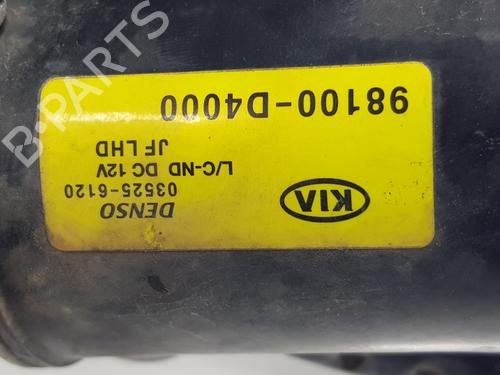 KIA
DENSO
03525-6120
L/C-ND DC 12V
JF LHD
98100-D4000
B-PARTS